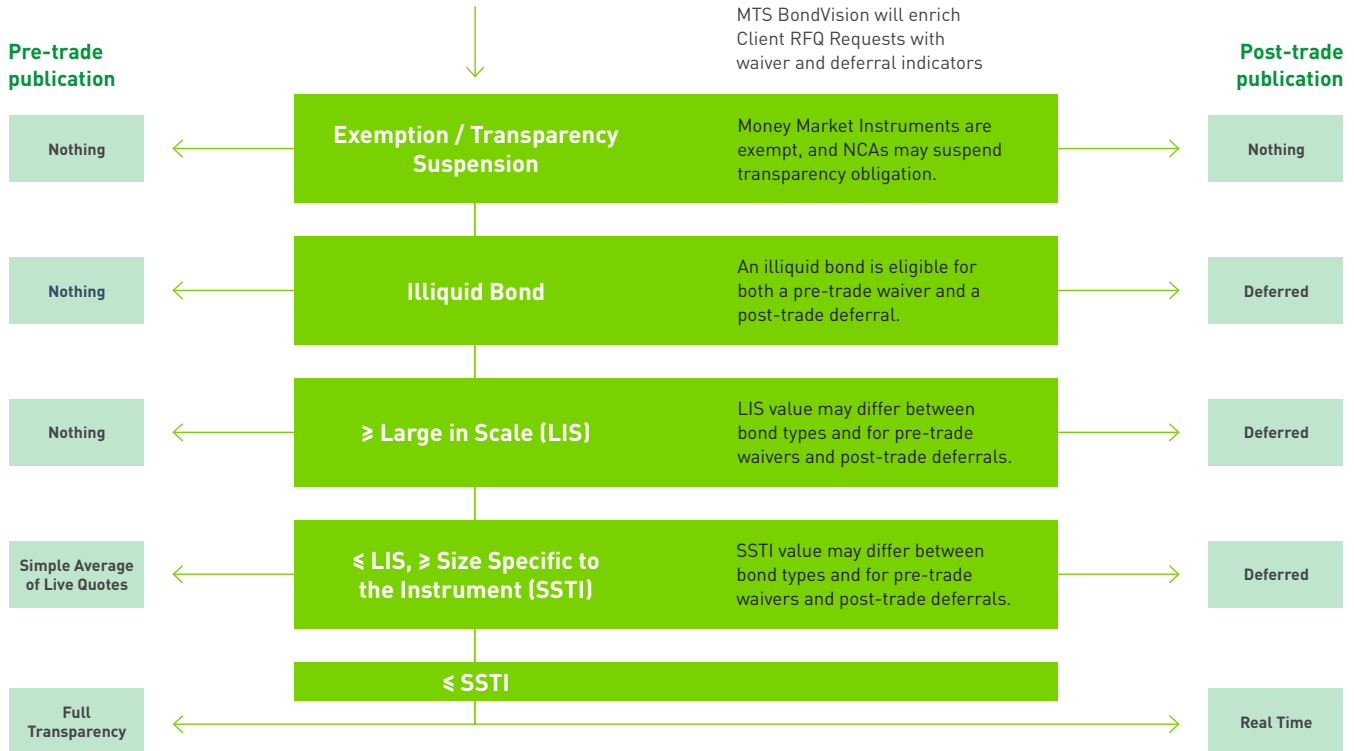 MTS BondVision will enrich
Client RFQ Requests with
waiver and deferral indicators
Pre-trade
publication
Post-trade
publication
Nothing
Exemption / Transparency
Suspension
Money Market Instruments are
exempt, and NCAs may suspend
transparency obligation.
Nothing
Nothing
Illiquid Bond
An illiquid bond is eligible for
both a pre-trade waiver and a
post-trade deferral.
Deferred
Nothing
⩾ Large in Scale (LIS)
LIS value may differ between
bond types and for pre-trade
waivers and post-trade deferrals.
Deferred
Simple Average
of Live Quotes
⩽ LIS, ⩾ Size Specific to
the Instrument (SSTI)
SSTI value may differ between
bond types and for pre-trade
waivers and post-trade deferrals.
Deferred
⩽ SSTI
Full
Transparency
Real Time